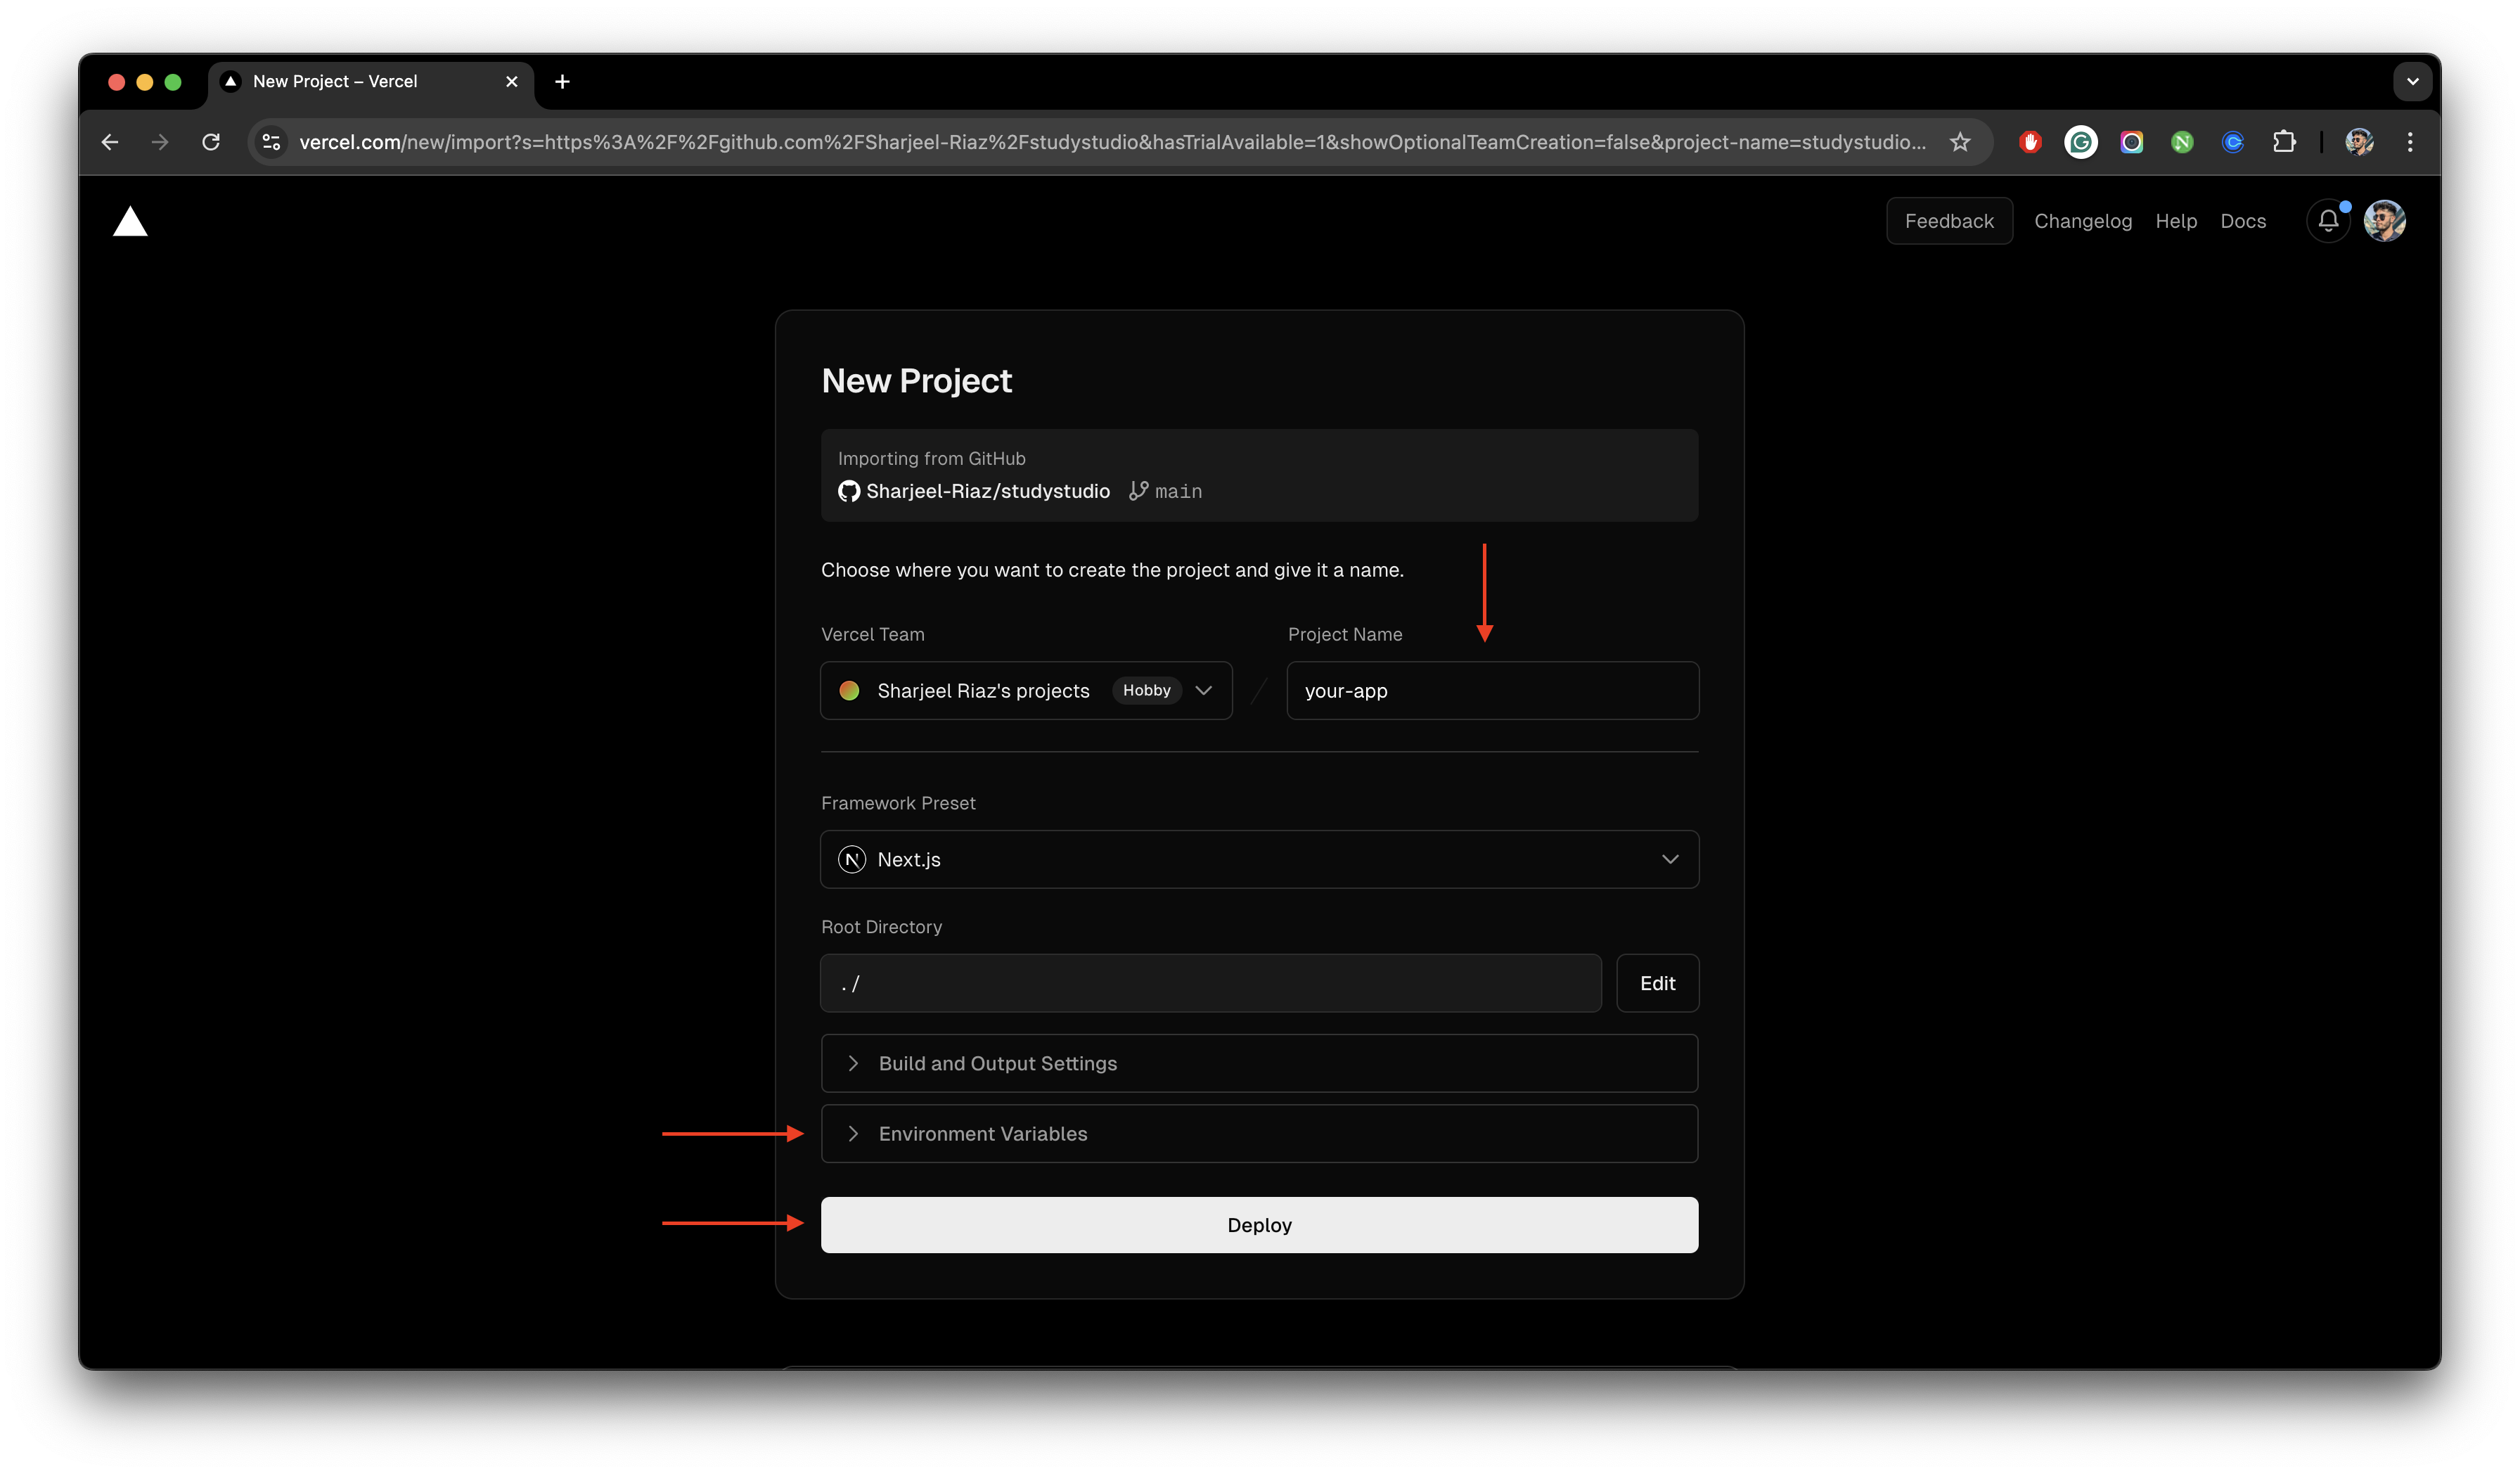 New Project – Vercel
vercel.com/new/import?s=https%3A%2F%2Fgithub.com%2FSharjeel-Riaz%2Fstudystudio&hasTrialAvailable=1&showOptionalTeamCreation=false&project-name=studystudio...
Feedback Changelog Help Docs
New Project
Importing from GitHub
Sharjeel-Riaz/studystudio main
Choose where you want to create the project and give it a name.
Vercel Team Project Name
Sharjeel Riaz's projects Hobby your-app
Framework Preset
Next.js
Root Directory
./ Edit
Build and Output Settings
Environment Variables
Deploy